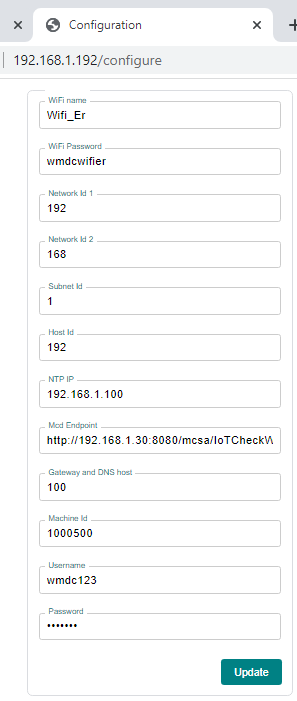 Configuration
192.168.1.192/configure
WiFi name
Wifi_Er
WiFi Password
wmdcwifier
Network Id 1
192
Network Id 2
168
Subnet Id
1
Host Id
192
NTP IP
192.168.1.100
Mcd Endpoint
http://192.168.1.30:8080/mcsa/IoTCheckW
Gateway and DNS host
100
Machine Id
1000500
Username
wmdc123
Password
•••••••
Update